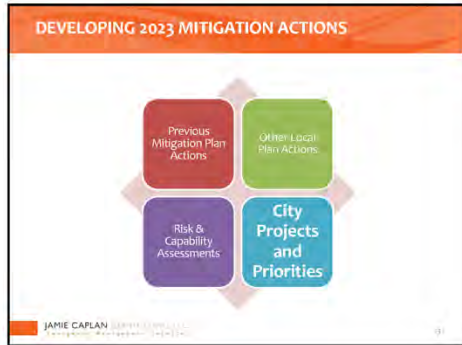 DEVELOPING 2023 MITIGATION ACTIONS
Previous
Mitigation Plan
Actions
Other Local
Plan Actions
Risk &
Capability
Assessments
City
Projects
and
Priorities
JAMIE CAPLAN